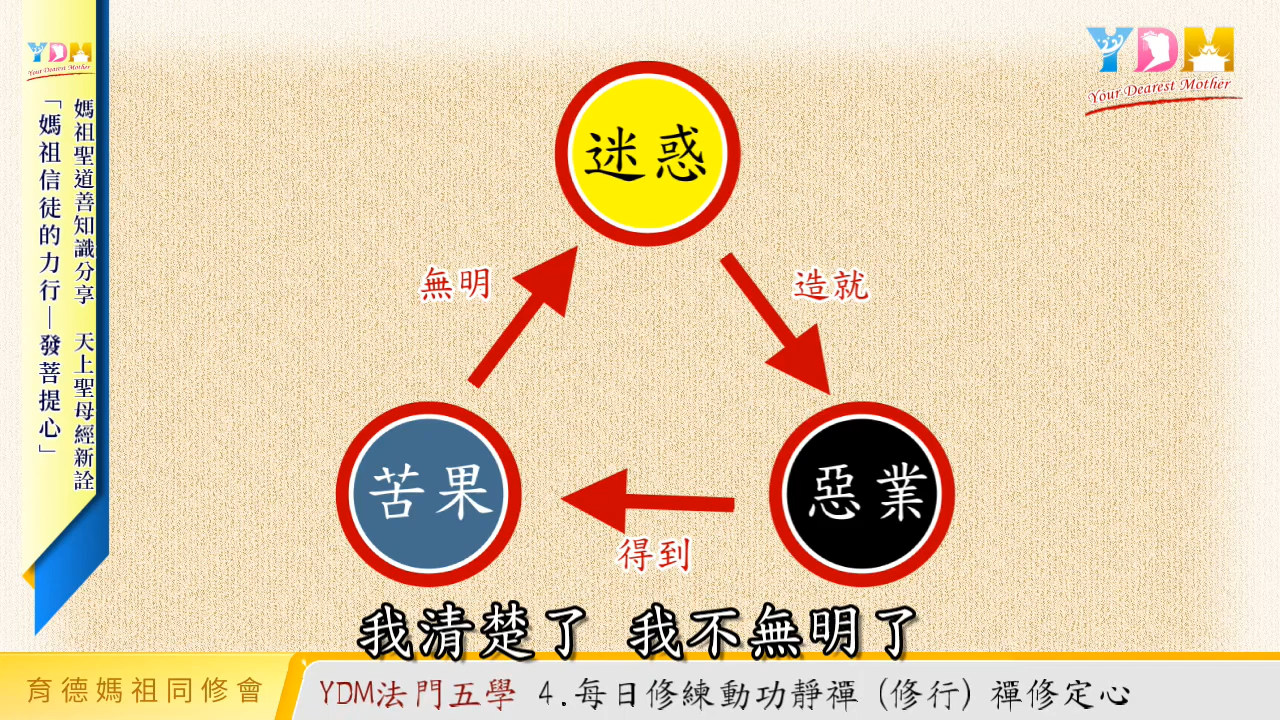 YDM
Your Dearest Mother
媽祖聖道善知識分享 天上聖母經新詮
「媽祖信徒的力行—發菩提心」
YDM
Your Dearest Mother
迷惑
無明
造就
苦果
惡業
得到
我清楚了 我不無明了
育德媽祖同修會
YDM法門五學 4.每日修練動功靜禪 (修行) 禪修定心